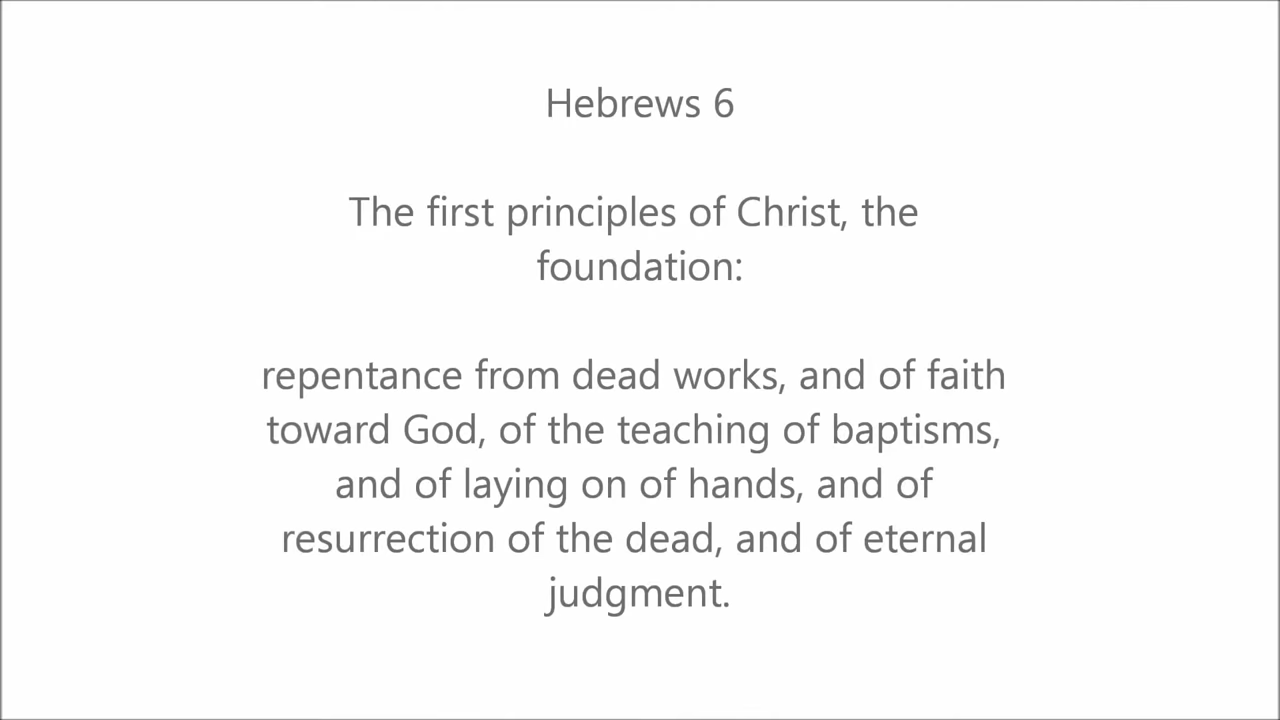 Hebrews 6
The first principles of Christ, the
foundation:
repentance from dead works, and of faith
toward God, of the teaching of baptisms,
and of laying on of hands, and of
resurrection of the dead, and of eternal
judgment.